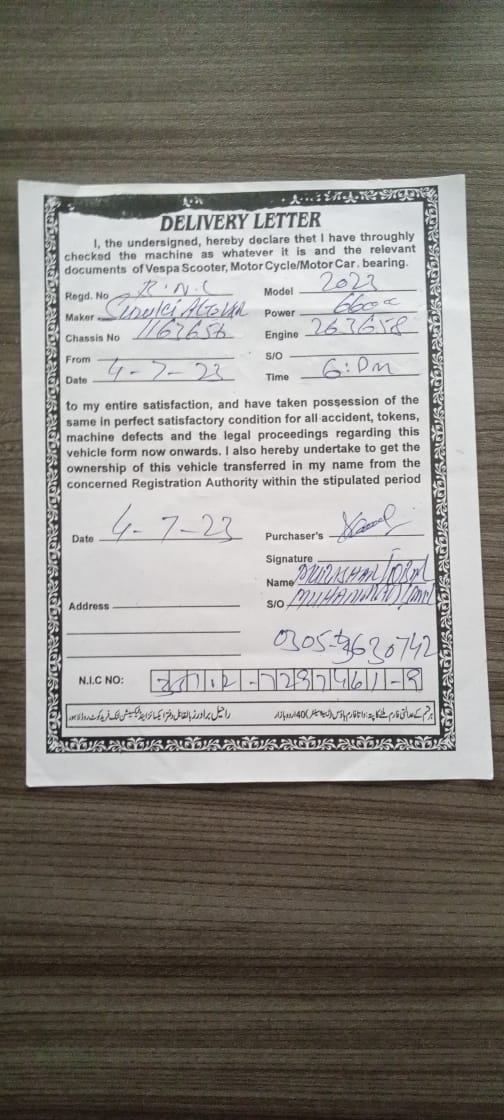 DELIVERY LETTER
I, the undersigned, hereby declare thet I have throughly
checked the machine as whatever it is and the relevant
documents of Vespa Scooter, Motor Cycle/Motor Car. bearing.
Regd. No R.N.C Model 2023
Maker Suzuki Power 660cc
Chassis No 1163656 Engine 263658
From S/O
Date 4-7-23 Time 6:Pm
to my entire satisfaction, and have taken possession of the
same in perfect satisfactory condition for all accident, tokens,
machine defects and the legal proceedings regarding this
vehicle form now onwards. I also hereby undertake to get the
ownership of this vehicle transferred in my name from the
concerned Registration Authority within the stipulated period
Date 4-7-23 Purchaser's
Signature
Name
Address S/O
N.I.C NO: